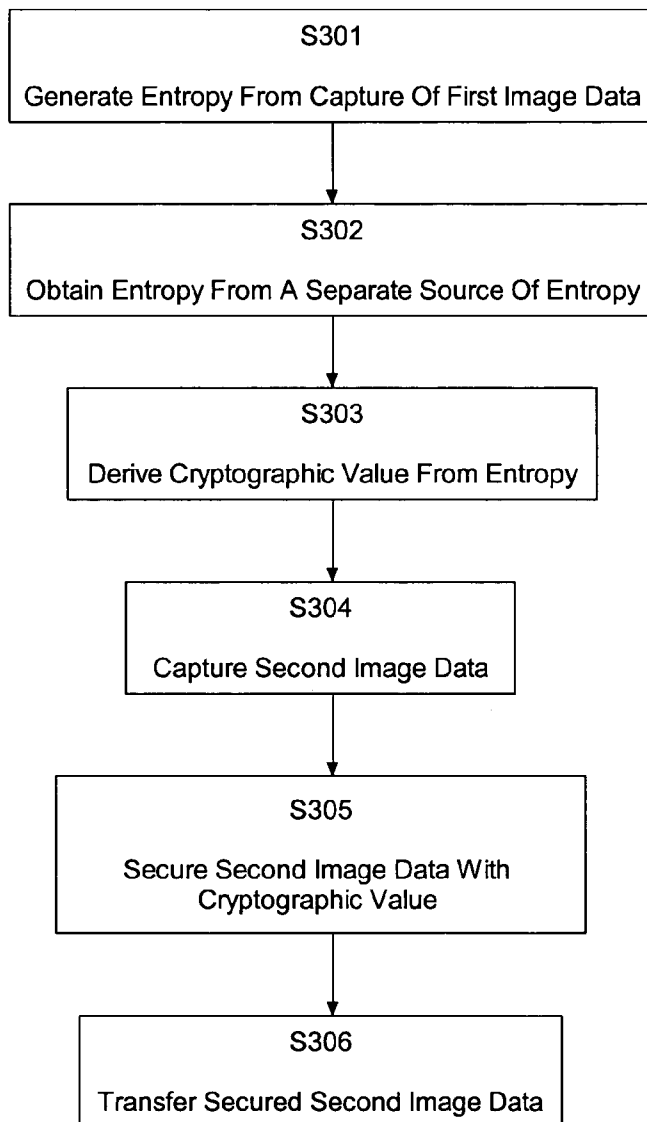 S301
Generate Entropy From Capture Of First Image Data
S302
Obtain Entropy From A Separate Source Of Entropy
S303
Derive Cryptographic Value From Entropy
S304
Capture Second Image Data
S305
Secure Second Image Data With
Cryptographic Value
S306
Transfer Secured Second Image Data